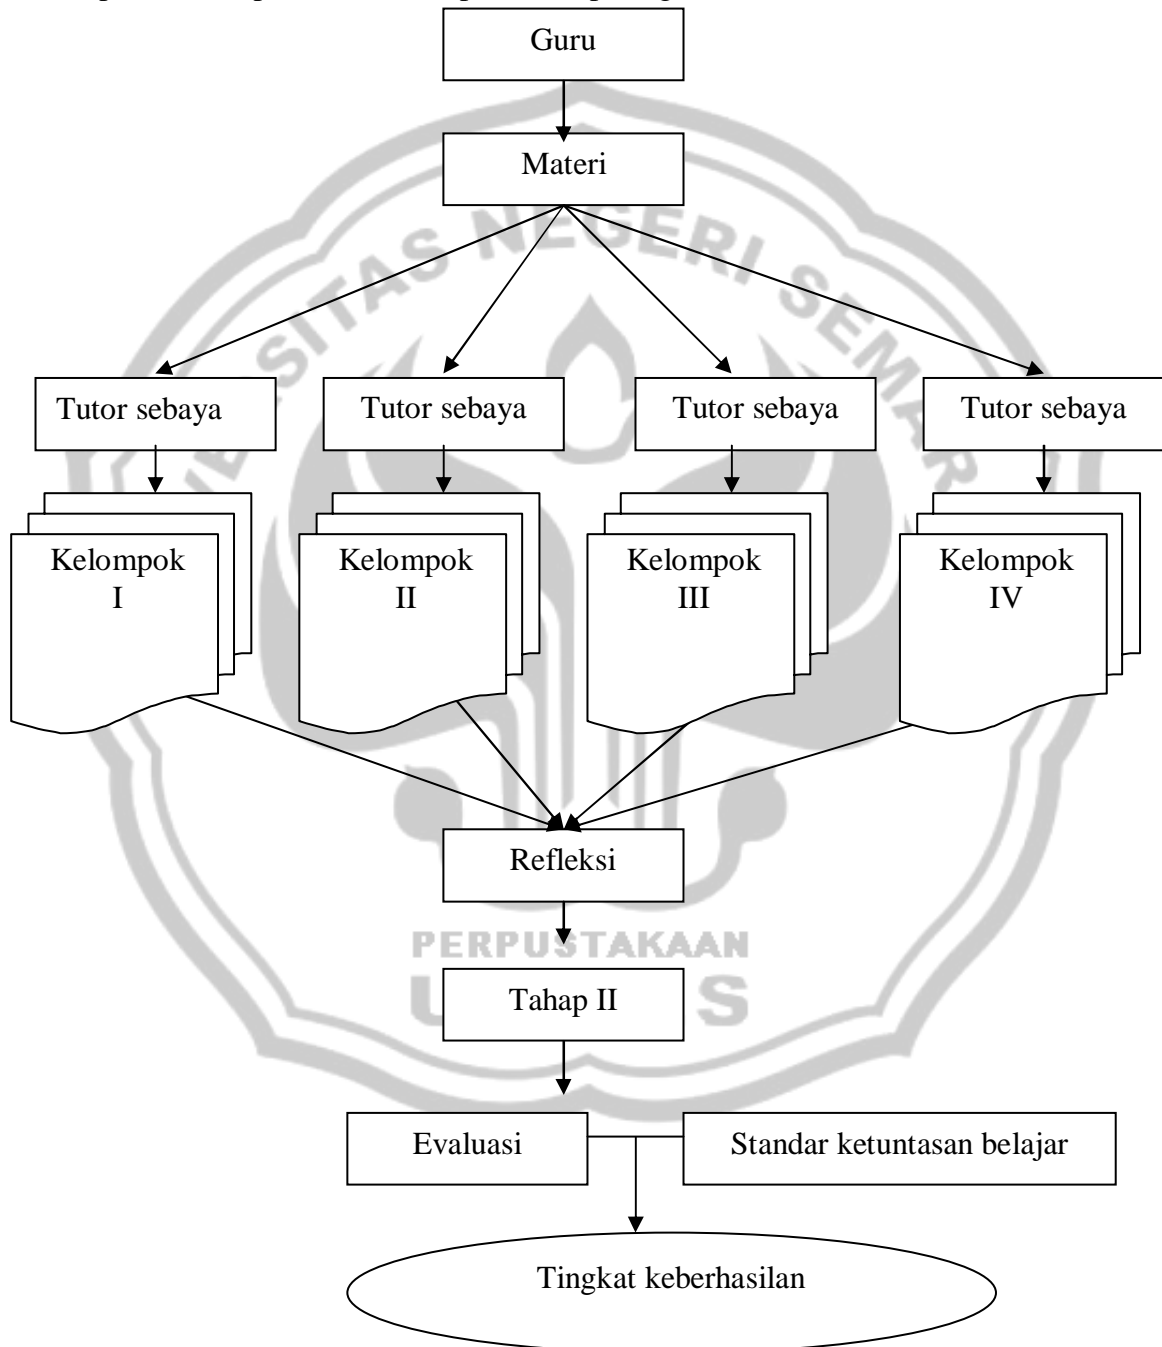 Guru
Materi
Tutor sebaya
Tutor sebaya
Tutor sebaya
Tutor sebaya
Kelompok
I
Kelompok
II
Kelompok
III
Kelompok
IV
Refleksi
PERPUSTAKAAN
Tahap II
Evaluasi
Standar ketuntasan belajar
Tingkat keberhasilan